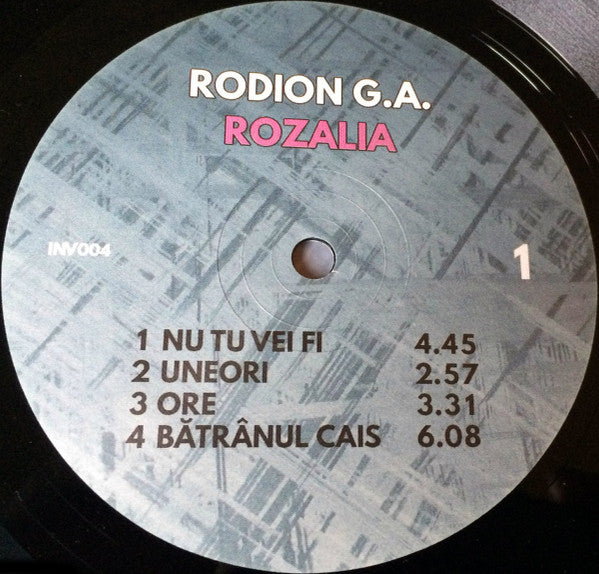 RODION G.A.
ROZALIA
INV004
1
1 NU TU VEI FI 4.45
2 UNEORI 2.57
3 ORE 3.31
4 BĂTRÂNUL CAIS 6.08